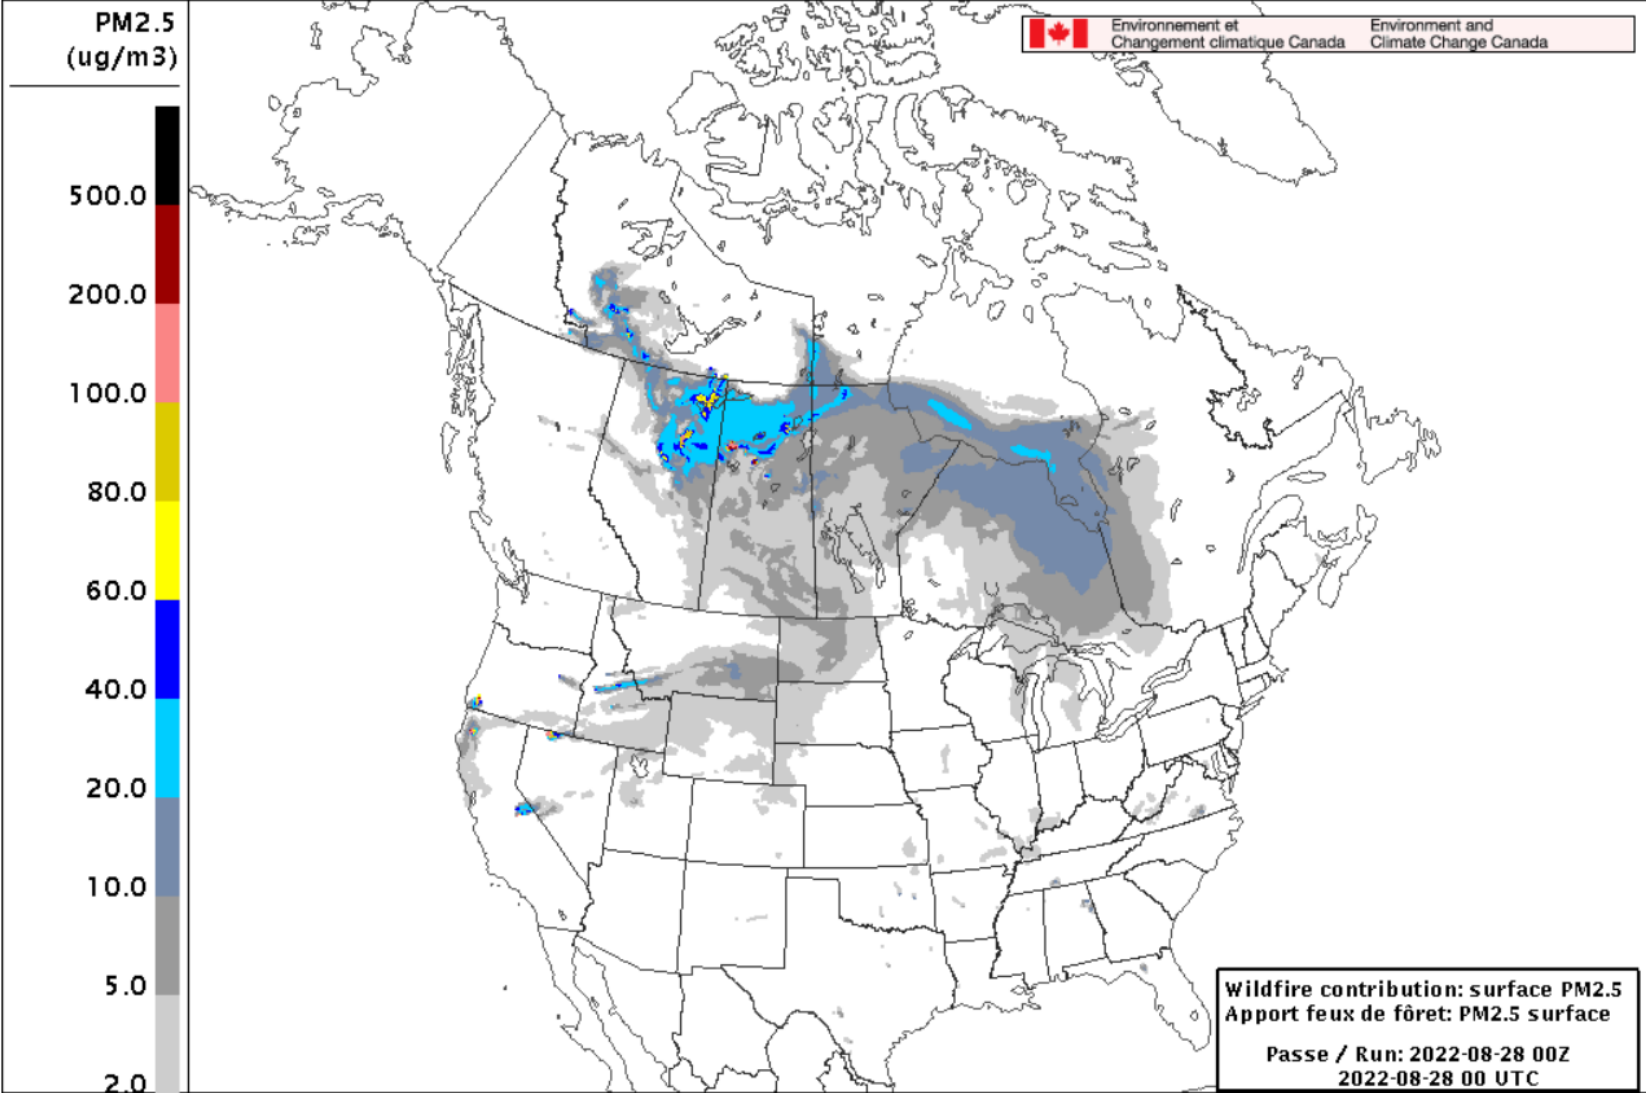 PM2.5
(ug/m3)
500.0
200.0
100.0
80.0
60.0
40.0
20.0
10.0
5.0
2.0
Environnement et
Changement climatique Canada
Environment and
Climate Change Canada
Wildfire contribution: surface PM2.5
Apport feux de fôret: PM2.5 surface
Passe / Run: 2022-08-28 00Z
2022-08-28 00 UTC